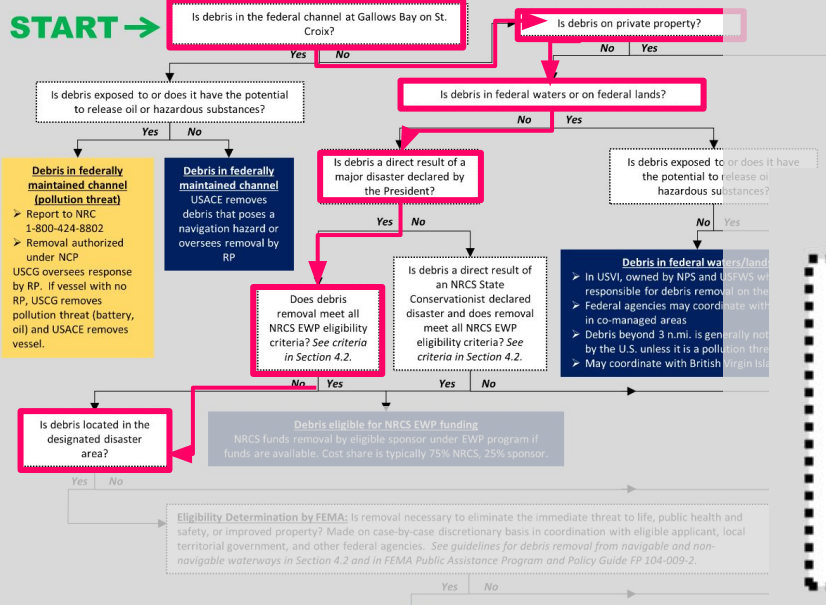 START
Is debris in the federal channel at Gallows Bay on St.
Croix?
Is debris on private property?
Yes No
No Yes
Is debris exposed to or does it have the potential
to release oil or hazardous substances?
Is debris in federal waters or on federal lands?
Yes No
No Yes
Debris in federally
maintained channel
(pollution threat)
➢ Report to NRC
1-800-424-8802
➢ Removal authorized
under NCP
USCG oversees response
by RP. If vessel with no
RP, USCG removes
pollution threat (battery,
oil) and USACE removes
vessel.
Debris in federally
maintained channel
USACE removes
debris that poses a
navigation hazard or
oversees removal by
RP
Is debris a direct result of a
major disaster declared by
the President?
Is debris exposed to or does it have
the potential to release oi
hazardous substances?
Yes No
No Yes
Does debris
removal meet all
NRCS EWP eligibility
criteria? See criteria
in Section 4.2.
Is debris a direct result of
an NRCS State
Conservationist declared
disaster and does removal
meet all NRCS EWP
eligibility criteria? See
criteria in Section 4.2.
Debris in federal waters/lands
➢ In USVI, owned by NPS and USFWS wh
responsible for debris removal on the
➢ Federal agencies may coordinate with
in co-managed areas
➢ Debris beyond 3 n.mi. is generally not
by the U.S. unless it is a pollution thre
➢ May coordinate with British Virgin Isla
No Yes
Yes No
Is debris located in the
designated disaster
area?
Debris eligible for NRCS EWP funding
NRCS funds removal by eligible sponsor under EWP program if
funds are available. Cost share is typically 75% NRCS, 25% sponsor.
Yes No
Eligibility Determination by FEMA: Is removal necessary to eliminate the immediate threat to life, public health and
safety, or improved property? Made on case-by-case discretionary basis in coordination with eligible applicant, local
territorial government, and other federal agencies. See guidelines for debris removal from navigable and non-
navigable waterways in Section 4.2 and in FEMA Public Assistance Program and Policy Guide FP 104-009-2.
Yes No